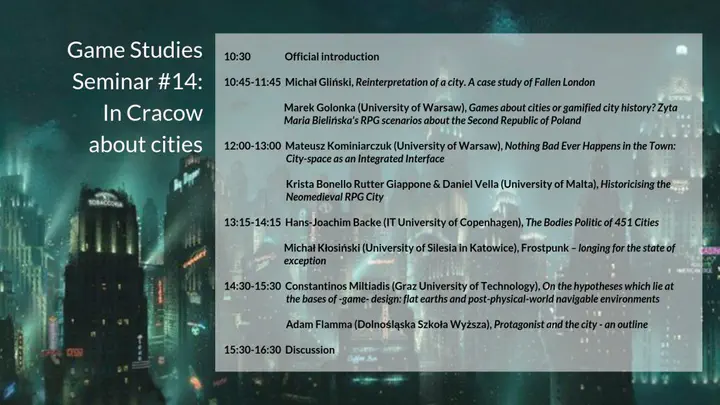 Game Studies
Seminar #14:
In Cracow
about cities
10:30 Official introduction
10:45-11:45 Michał Gliński, Reinterpretation of a city. A case study of Fallen London
Marek Golonka (University of Warsaw), Games about cities or gamified city history? Zyta
Maria Bielińska's RPG scenarios about the Second Republic of Poland
12:00-13:00 Mateusz Kominiarczuk (University of Warsaw), Nothing Bad Ever Happens in the Town:
City-space as an Integrated Interface
Krista Bonello Rutter Giappone & Daniel Vella (University of Malta), Historicising the
Neomedieval RPG City
13:15-14:15 Hans-Joachim Backe (IT University of Copenhagen), The Bodies Politic of 451 Cities
Michał Kłosiński (University of Silesia in Katowice), Frostpunk – longing for the state of
exception
14:30-15:30 Constantinos Miltiadis (Graz University of Technology), On the hypotheses which lie at
the bases of -game- design: flat earths and post-physical-world navigable environments
Adam Flamma (Dolnośląska Szkoła Wyższa), Protagonist and the city - an outline
15:30-16:30 Discussion
TOBACCORIA